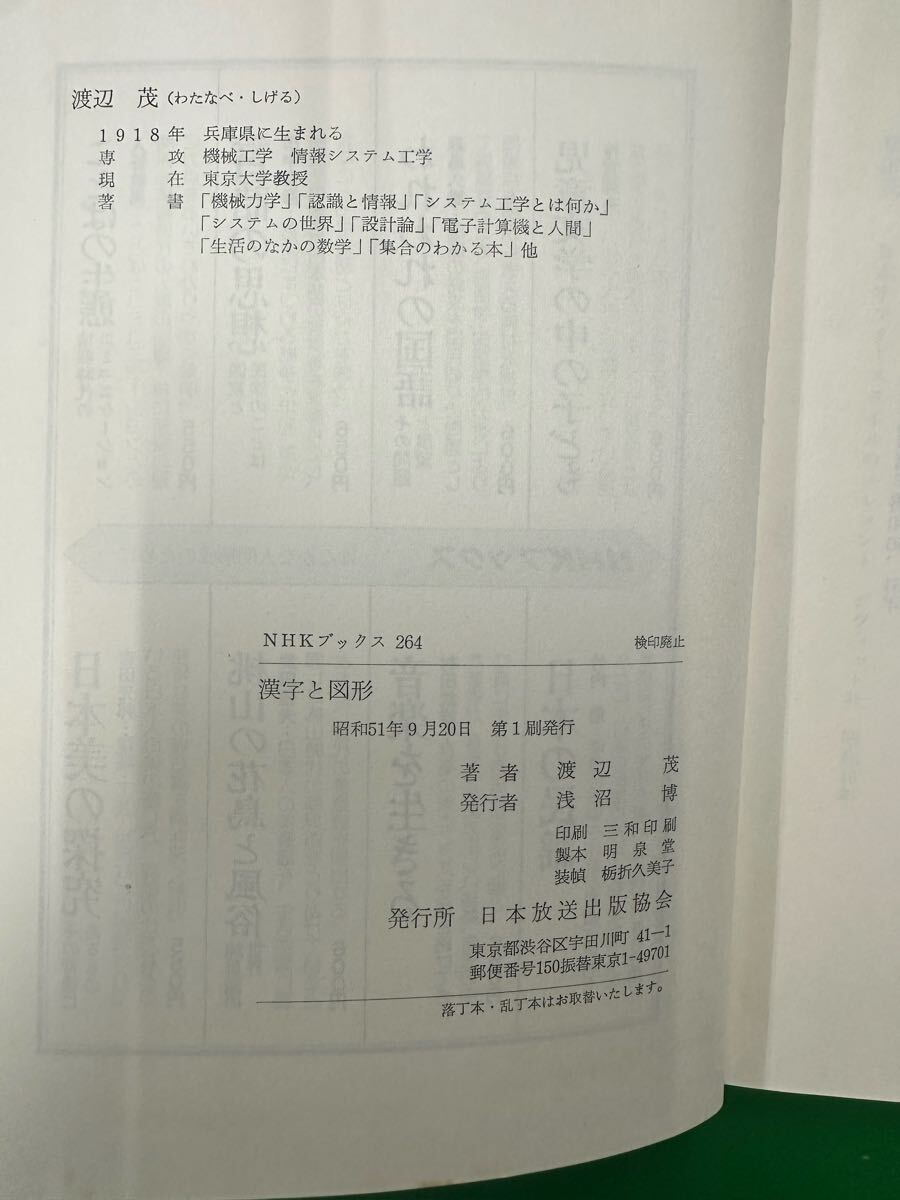 渡辺　茂（わたなべ・しげる）
1918年　兵庫県に生まれる
専　攻　機械工学　情報システム工学
現　在　東京大学教授
著　書　「機械力学」「認識と情報」「システム工学とは何か」
「システムの世界」「設計論」「電子計算機と人間」
「生活のなかの数学」「集合のわかる本」他
NHKブックス 264　検印廃止
漢字と図形
昭和51年9月20日　第1刷発行
著　者　渡　辺　　茂
発行者　浅　沼　　博
印刷　三和印刷
製本　明　泉　堂
装幀　栃折久美子
発行所　日本放送出版協会
東京都渋谷区宇田川町 41―1
郵便番号150振替東京1-49701
落丁本・乱丁本はお取替いたします。